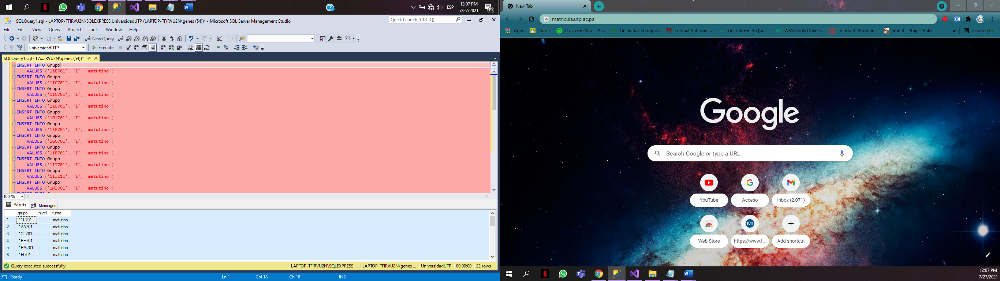 12:07 PM
ESP
7/27/2021
19
SQLQuery1.sql - LAPTOP-TFIRVU2N\SQLEXPRESS.UniversidadUTP (LAPTOP-TFIRVU2N\genes (54))* - Microsoft SQL Server Management Studio
Quick Launch (Ctrl+Q)
File Edit View Query Project Tools Window Help
New Query MDX DMX XMLA DAX
UniversidadUTP Execute
SQLQuery1.sql - LA...IRVU2N\genes (54))*
INSERT INTO Grupo
VALUES ('1IB701', 'I', 'matutino')
INSERT INTO Grupo
VALUES ('1IC701', 'I', 'matutino')
INSERT INTO Grupo
VALUES ('1IG701', 'I', 'matutino')
INSERT INTO Grupo
VALUES ('11L701', 'I', 'matutino')
INSERT INTO Grupo
VALUES ('1G1701', 'I', 'matutino')
INSERT INTO Grupo
VALUES ('1EE701', 'I', 'matutino')
INSERT INTO Grupo
VALUES ('1GG701', 'I', 'matutino')
INSERT INTO Grupo
VALUES ('1IE701', 'I', 'matutino')
INSERT INTO Grupo
VALUES ('1IT701', 'I', 'matutino')
INSERT INTO Grupo
VALUES ('1II111', 'I', 'matutino')
INSERT INTO Grupo
VALUES ('1MI701', 'I', 'matutino')
100 %
Results Messages
grupo nivel turno
1 11L701 I matutino
2 1AA701 I matutino
3 1CL701 I matutino
4 1EE701 I matutino
5 1EM701 I matutino
6 1FI701 I matutino
Query executed successfully. LAPTOP-TFIRVU2N\SQLEXPRESS ... LAPTOP-TFIRVU2N\genes ... UniversidadUTP 00:00:00 22 rows
Ready Ln 1 Col 18 Ch 18 INS
New Tab
matricula.utp.ac.pa
Apps Clases C++ con Clase - Pr... Online Java Compil... TG Tutorial Gateway -... GeeksforGeeks | A c... W3Schools Online... Train with Program... PE About - Project Euler » Reading list
Google
Search Google or type a URL
YouTube Acceso Inbox (2,071)
tvn
Web Store https://www.t... Add shortcut
12:07 PM
7/27/2021